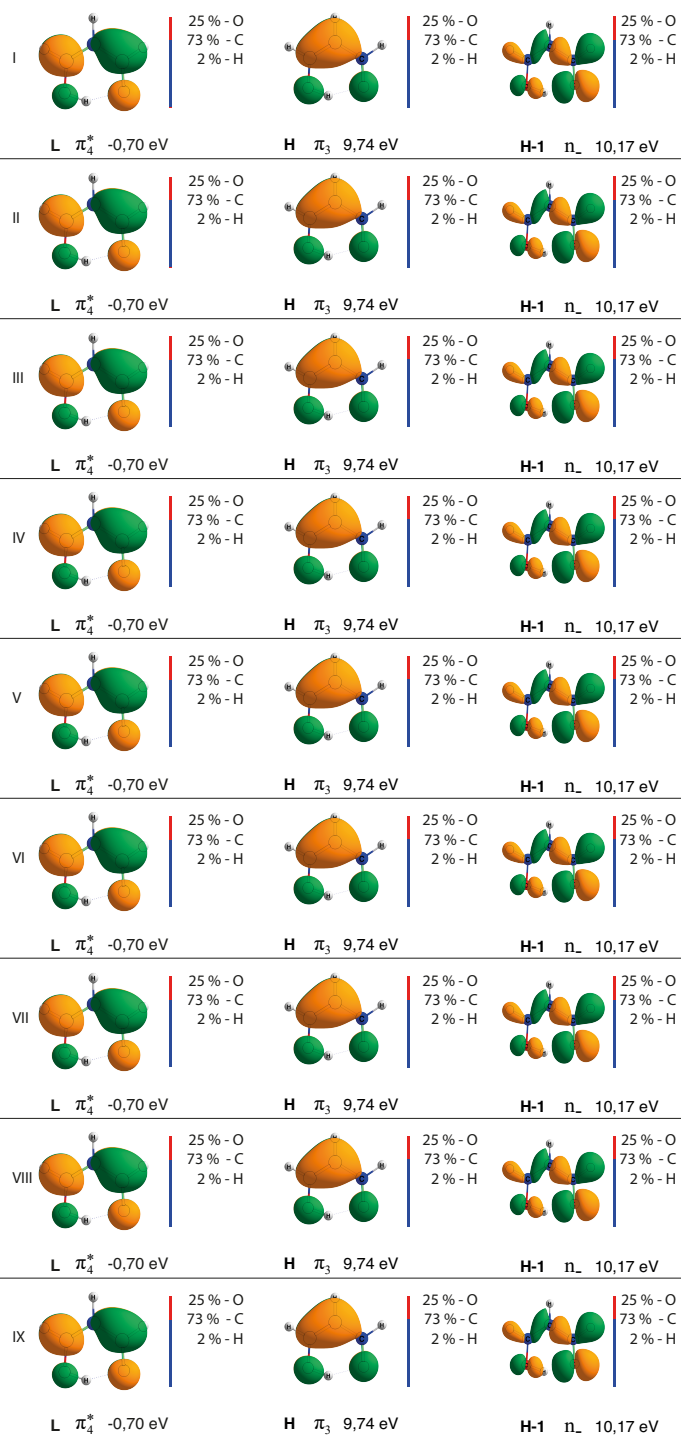 25 % - O 25 % - O 25 % - O
73 % - C 73 % - C 73 % - C
I 2 % - H 2 % - H 2 % - H
L π₄* -0,70 eV H π₃ 9,74 eV H-1 n₋ 10,17 eV
25 % - O 25 % - O 25 % - O
73 % - C 73 % - C 73 % - C
II 2 % - H 2 % - H 2 % - H
L π₄* -0,70 eV H π₃ 9,74 eV H-1 n₋ 10,17 eV
25 % - O 25 % - O 25 % - O
73 % - C 73 % - C 73 % - C
III 2 % - H 2 % - H 2 % - H
L π₄* -0,70 eV H π₃ 9,74 eV H-1 n₋ 10,17 eV
25 % - O 25 % - O 25 % - O
73 % - C 73 % - C 73 % - C
IV 2 % - H 2 % - H 2 % - H
L π₄* -0,70 eV H π₃ 9,74 eV H-1 n₋ 10,17 eV
25 % - O 25 % - O 25 % - O
73 % - C 73 % - C 73 % - C
V 2 % - H 2 % - H 2 % - H
L π₄* -0,70 eV H π₃ 9,74 eV H-1 n₋ 10,17 eV
25 % - O 25 % - O 25 % - O
73 % - C 73 % - C 73 % - C
VI 2 % - H 2 % - H 2 % - H
L π₄* -0,70 eV H π₃ 9,74 eV H-1 n₋ 10,17 eV
25 % - O 25 % - O 25 % - O
73 % - C 73 % - C 73 % - C
VII 2 % - H 2 % - H 2 % - H
L π₄* -0,70 eV H π₃ 9,74 eV H-1 n₋ 10,17 eV
25 % - O 25 % - O 25 % - O
73 % - C 73 % - C 73 % - C
VIII 2 % - H 2 % - H 2 % - H
L π₄* -0,70 eV H π₃ 9,74 eV H-1 n₋ 10,17 eV
25 % - O 25 % - O 25 % - O
73 % - C 73 % - C 73 % - C
IX 2 % - H 2 % - H 2 % - H
L π₄* -0,70 eV H π₃ 9,74 eV H-1 n₋ 10,17 eV